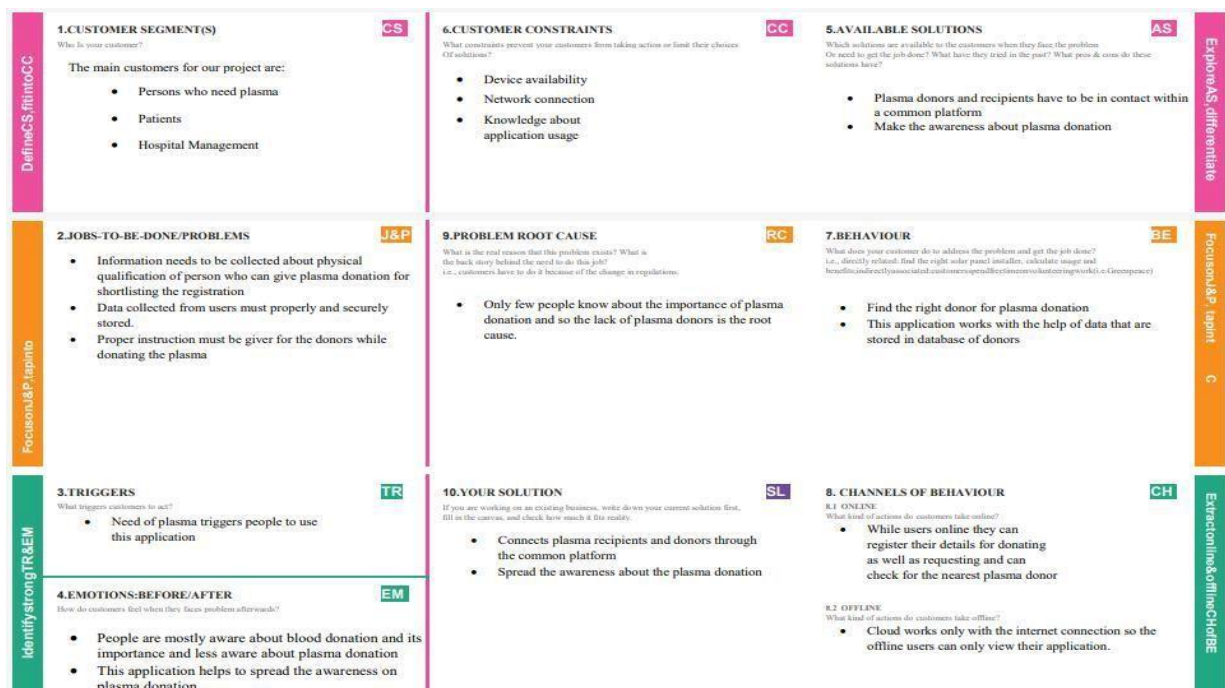 DefineCS,fitintoCC
1.CUSTOMER SEGMENT(S)
CS
Who Is your customer?
The main customers for our project are:
• Persons who need plasma
• Patients
• Hospital Management
6.CUSTOMER CONSTRAINTS
CC
What constraints prevent your customers from taking action or limit their choices
Of solutions?
• Device availability
• Network connection
• Knowledge about
application usage
5.AVAILABLE SOLUTIONS
AS
Which solutions are available to the customers when they face the problem
Or need to get the job done? What have they tried in the past? What pros & cons do these
solutions have?
• Plasma donors and recipients have to be in contact within
a common platform
• Make the awareness about plasma donation
ExploreAS,differentiate
FocusonJ&P,tapinto
2.JOBS-TO-BE-DONE/PROBLEMS
J&P
• Information needs to be collected about physical
qualification of person who can give plasma donation for
shortlisting the registration
• Data collected from users must properly and securely
stored.
• Proper instruction must be giver for the donors while
donating the plasma
9.PROBLEM ROOT CAUSE
RC
What is the real reason that this problem exists? What is
the back story behind the need to do this job?
i.e., customers have to do it because of the change in regulations.
• Only few people know about the importance of plasma
donation and so the lack of plasma donors is the root
cause.
7.BEHAVIOUR
BE
What does your customer do to address the problem and get the job done?
i.e., directly related: find the right solar panel installer, calculate usage and
benefits;indirectlyassociated:customersspendfreetimeonvolunteeringwork(i.e.Greenpeace)
• Find the right donor for plasma donation
• This application works with the help of data that are
stored in database of donors
FocusonJ&P, tapint C
IdentifystrongTR&EM
3.TRIGGERS
TR
What triggers customers to act?
• Need of plasma triggers people to use
this application
4.EMOTIONS:BEFORE/AFTER
EM
How do customers feel when they faces problem afterwards?
• People are mostly aware about blood donation and its
importance and less aware about plasma donation
• This application helps to spread the awareness on
plasma donation
10.YOUR SOLUTION
SL
If you are working on an existing business, write down your current solution first,
fill in the canvas, and check how much it fits reality.
• Connects plasma recipients and donors through
the common platform
• Spread the awareness about the plasma donation
8. CHANNELS OF BEHAVIOUR
CH
8.1 ONLINE
What kind of actions do customers take online?
• While users online they can
register their details for donating
as well as requesting and can
check for the nearest plasma donor
8.2 OFFLINE
What kind of actions do customers take offline?
• Cloud works only with the internet connection so the
offline users can only view their application.
Extractonline&offlineCHofBE